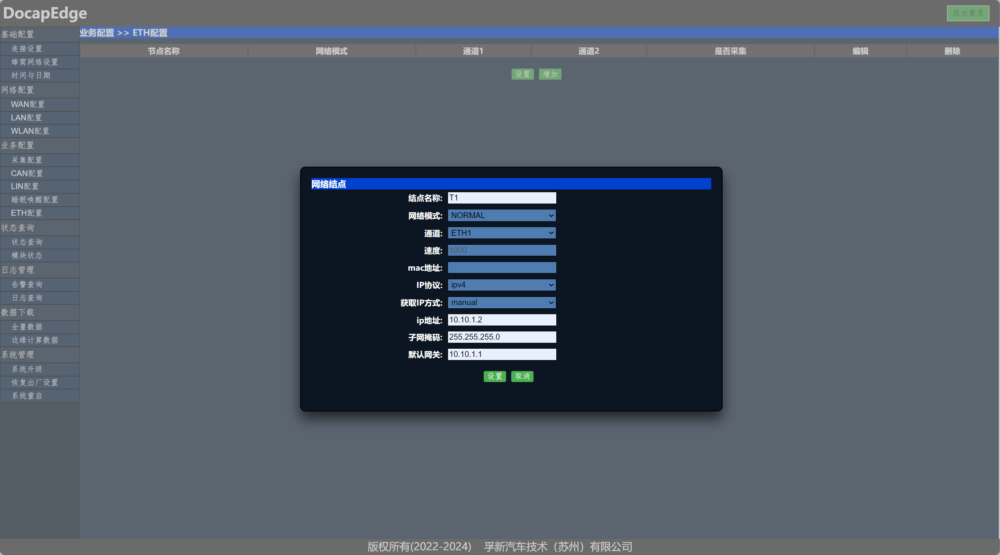 DocapEdge
退出登录
基础配置
连接设置
蜂窝网络设置
时间与日期
网络配置
WAN配置
LAN配置
WLAN配置
业务配置
采集配置
CAN配置
LIN配置
睡眠唤醒配置
ETH配置
状态查询
状态查询
模块状态
日志管理
告警查询
日志查询
数据下载
全量数据
边缘计算数据
系统管理
系统升级
恢复出厂设置
系统重启
业务配置 >> ETH配置
节点名称 网络模式 通道1 通道2 是否采集 编辑 删除
设置 增加
网络结点
结点名称: T1
网络模式: NORMAL
通道: ETH1
速度: 1000
mac地址:
IP协议: ipv4
获取IP方式: manual
ip地址: 10.10.1.2
子网掩码: 255.255.255.0
默认网关: 10.10.1.1
设置 取消
版权所有(2022-2024) 孚新汽车技术（苏州）有限公司